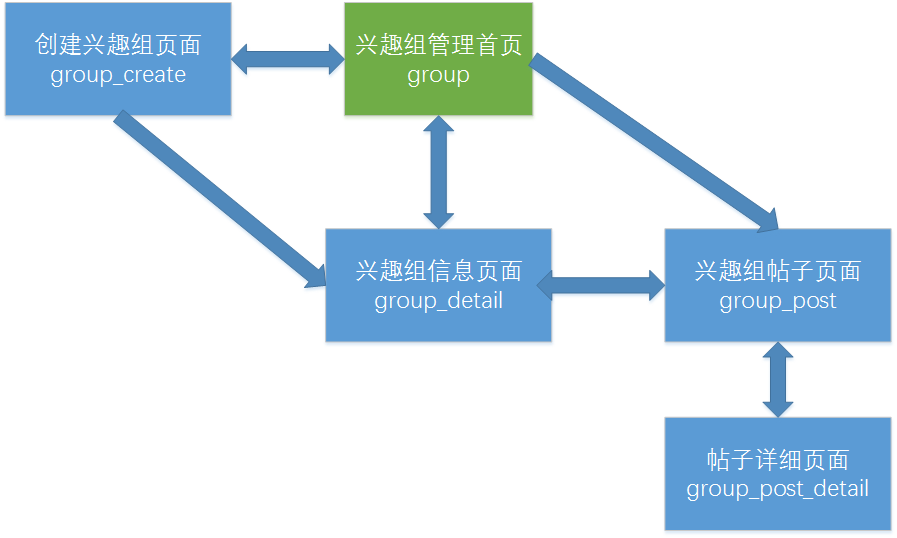 创建兴趣组页面
group_create
兴趣组管理首页
group
兴趣组信息页面
group_detail
兴趣组帖子页面
group_post
帖子详细页面
group_post_detail